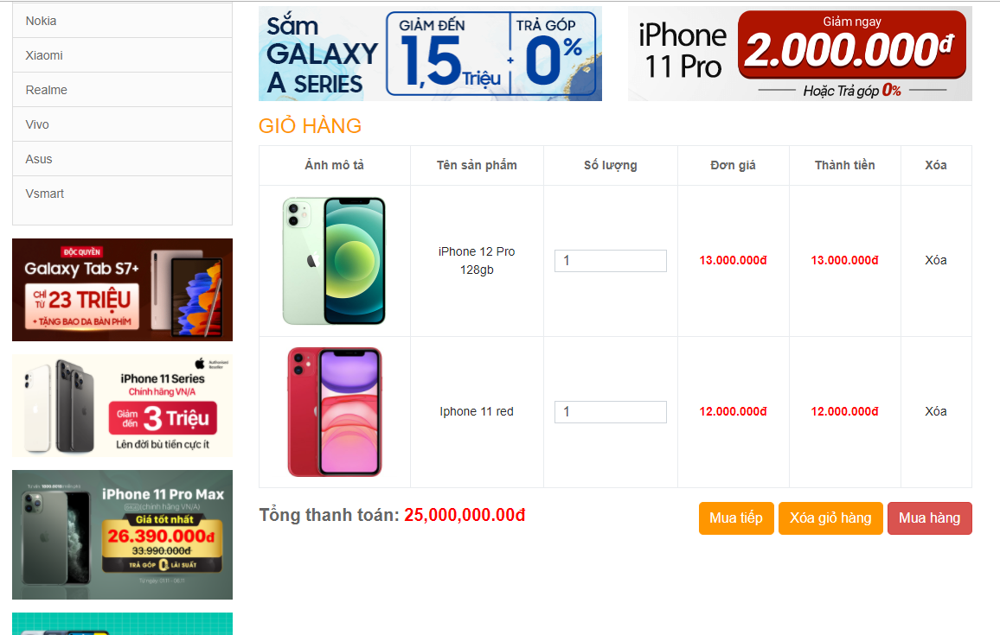 Nokia
Xiaomi
Realme
Vivo
Asus
Vsmart
ĐỘC QUYỀN
Galaxy Tab S7+
CHỈ TỪ 23 TRIỆU
+ TẶNG BAO DA BÀN PHÍM
Authorised
Reseller
iPhone 11 Series
Chính hãng VN/A
Giảm đến 3 Triệu
Lên đời bù tiền cực ít
iPhone 11 Pro Max
(chính hãng VN/A)
Giá tốt nhất
26.390.000đ
33.990.000đ
TRẢ GÓP 0% LÃI SUẤT
Sắm
GALAXY
A SERIES
GIẢM ĐẾN
1,5 Triệu
+
TRẢ GÓP
0%
iPhone
11 Pro
Giảm ngay
2.000.000đ
Hoặc Trả góp 0%
GIỎ HÀNG
Ảnh mô tả Tên sản phẩm Số lượng Đơn giá Thành tiền Xóa
iPhone 12 Pro
128gb
1 13.000.000đ 13.000.000đ Xóa
Iphone 11 red 1 12.000.000đ 12.000.000đ Xóa
Tổng thanh toán: 25,000,000.00đ
Mua tiếp Xóa giỏ hàng Mua hàng